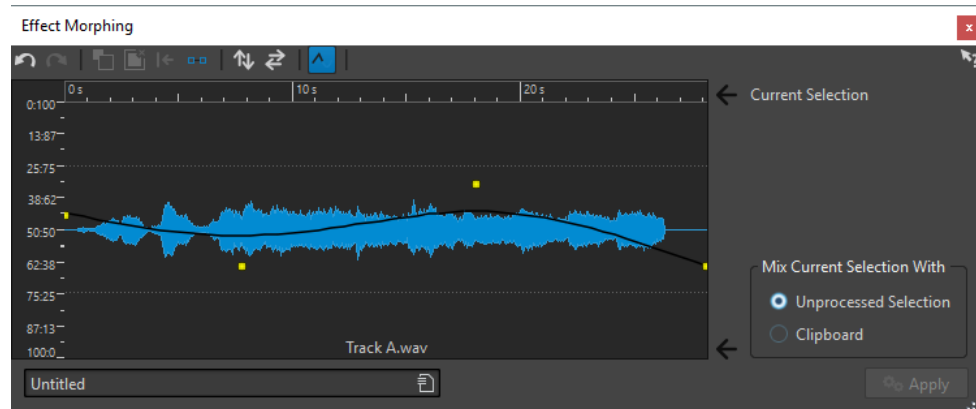 Effect Morphing
0 s 10 s 20 s
Current Selection
0:100
13:87
25:75
38:62
50:50
62:38
75:25
87:13
100:0
Mix Current Selection With
Unprocessed Selection
Clipboard
Track A.wav
Untitled
Apply